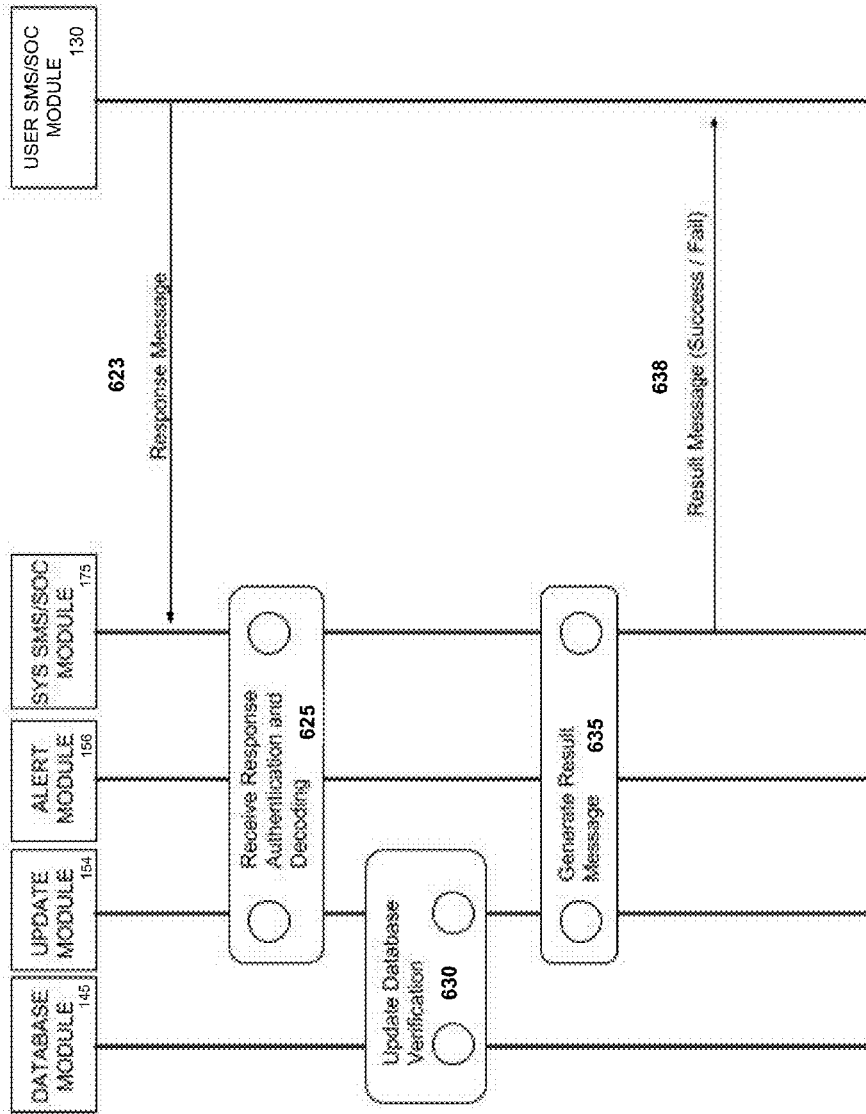 DATABASE
MODULE
145
UPDATE
MODULE
154
ALERT
MODULE
156
SYS SMS/SOC
MODULE
175
USER SMS/SOC
MODULE
130
623
Response Message
Receive Response
Authentication and
Decoding
625
Update Database
Verification
630
Generate Result
Message
635
638
Result Message (Success / Fail)